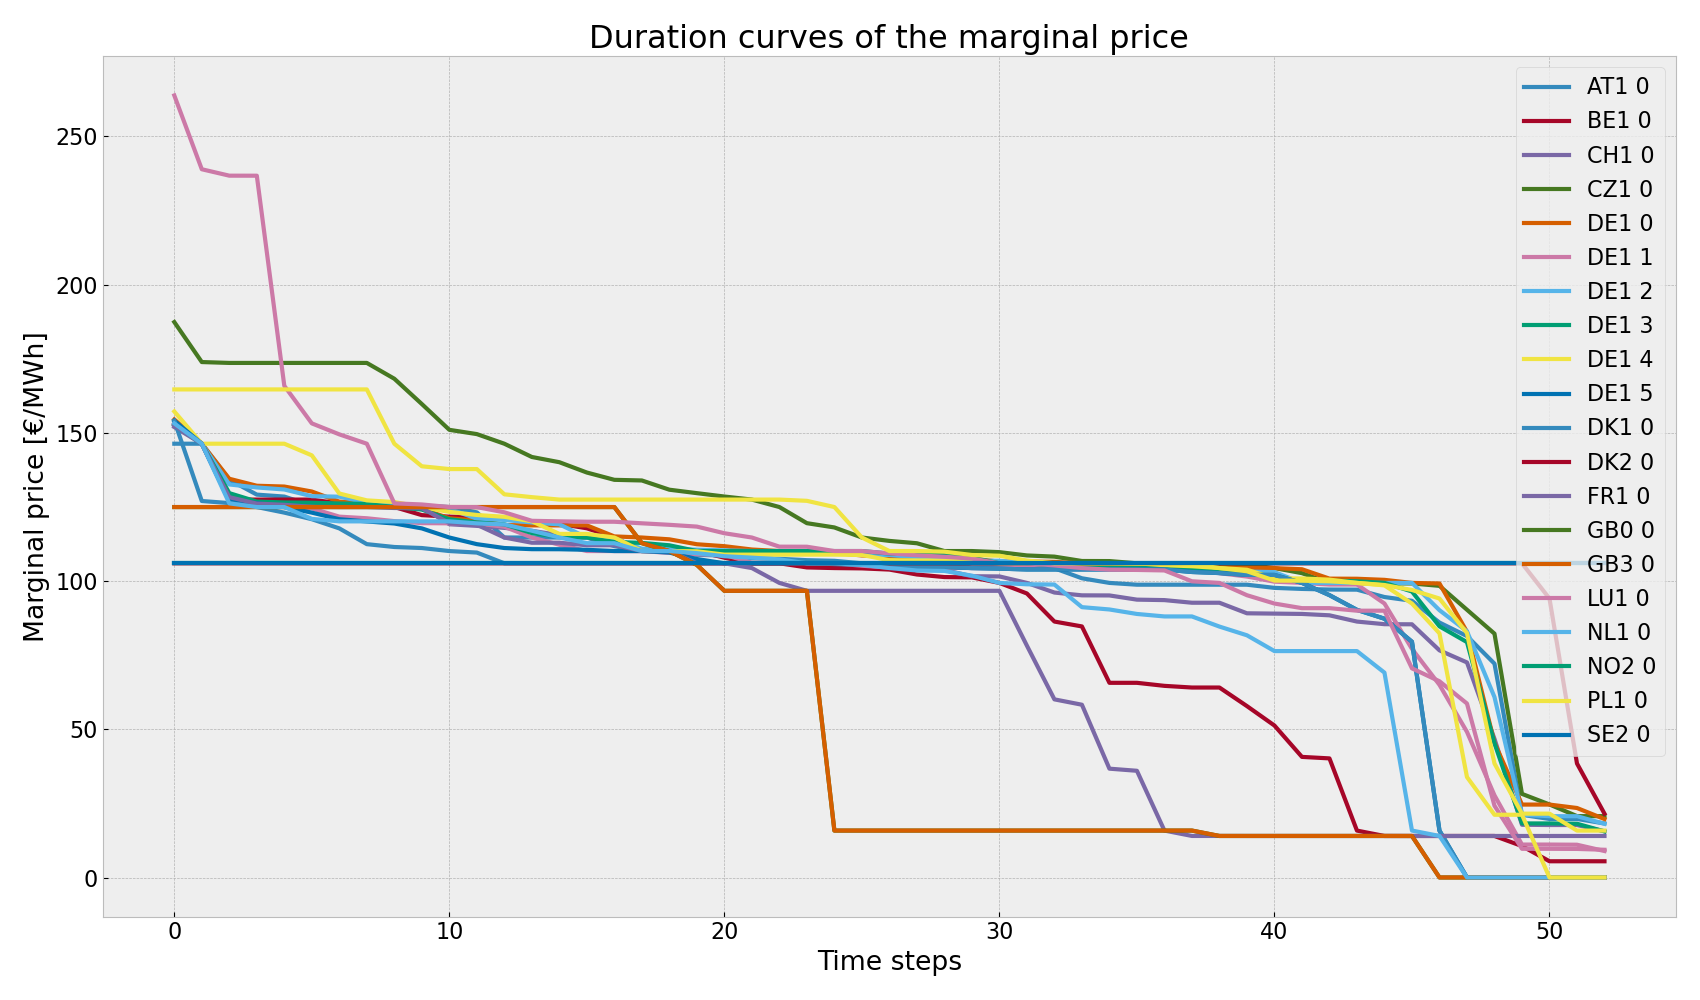 Duration curves of the marginal price
Marginal price [€/MWh]
250
200
150
100
50
0
0 10 20 30 40 50
Time steps
AT1 0
BE1 0
CH1 0
CZ1 0
DE1 0
DE1 1
DE1 2
DE1 3
DE1 4
DE1 5
DK1 0
DK2 0
FR1 0
GB0 0
GB3 0
LU1 0
NL1 0
NO2 0
PL1 0
SE2 0